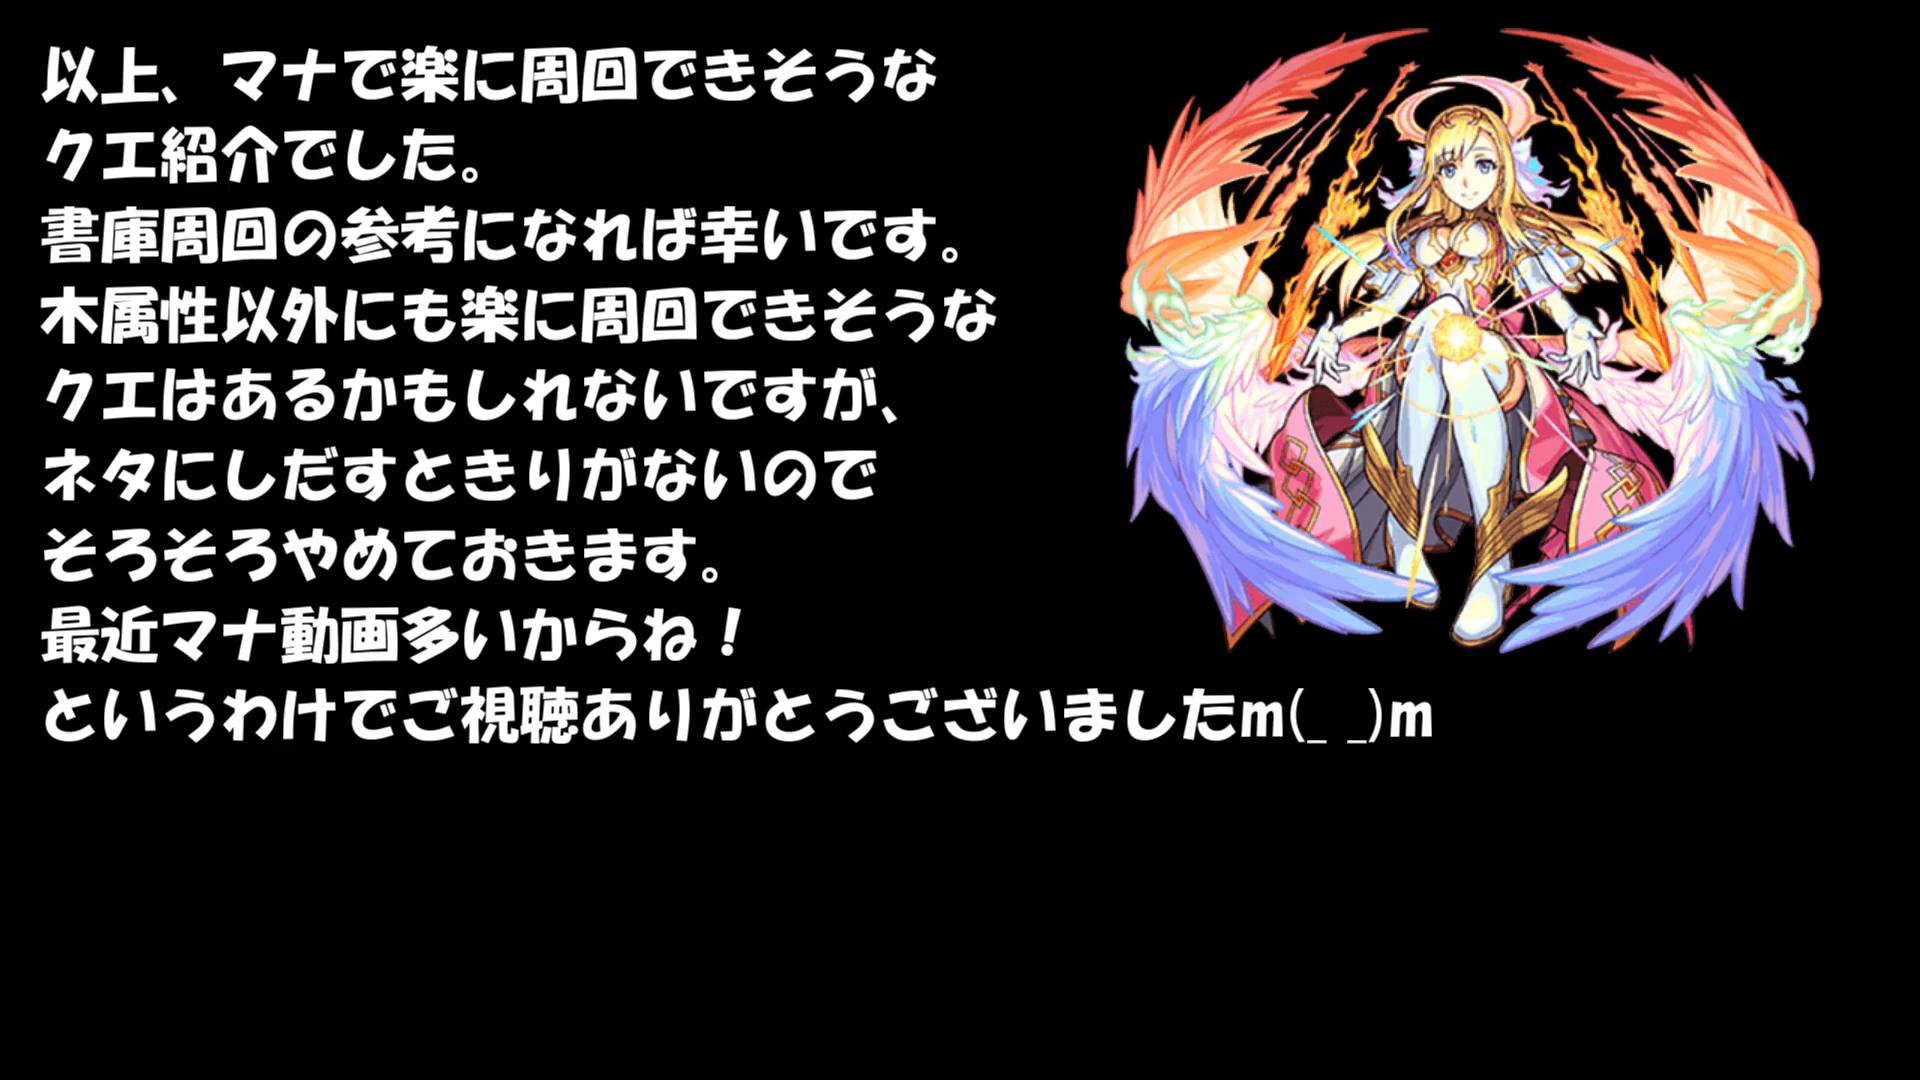 以上、マナで楽に周回できそうな
クエ紹介でした。
書庫周回の参考になれば幸いです。
木属性以外にも楽に周回できそうな
クエはあるかもしれないですが、
ネタにしだすときりがないので
そろそろやめておきます。
最近マナ動画多いからね！
というわけでご視聴ありがとうございましたm(_ _)m